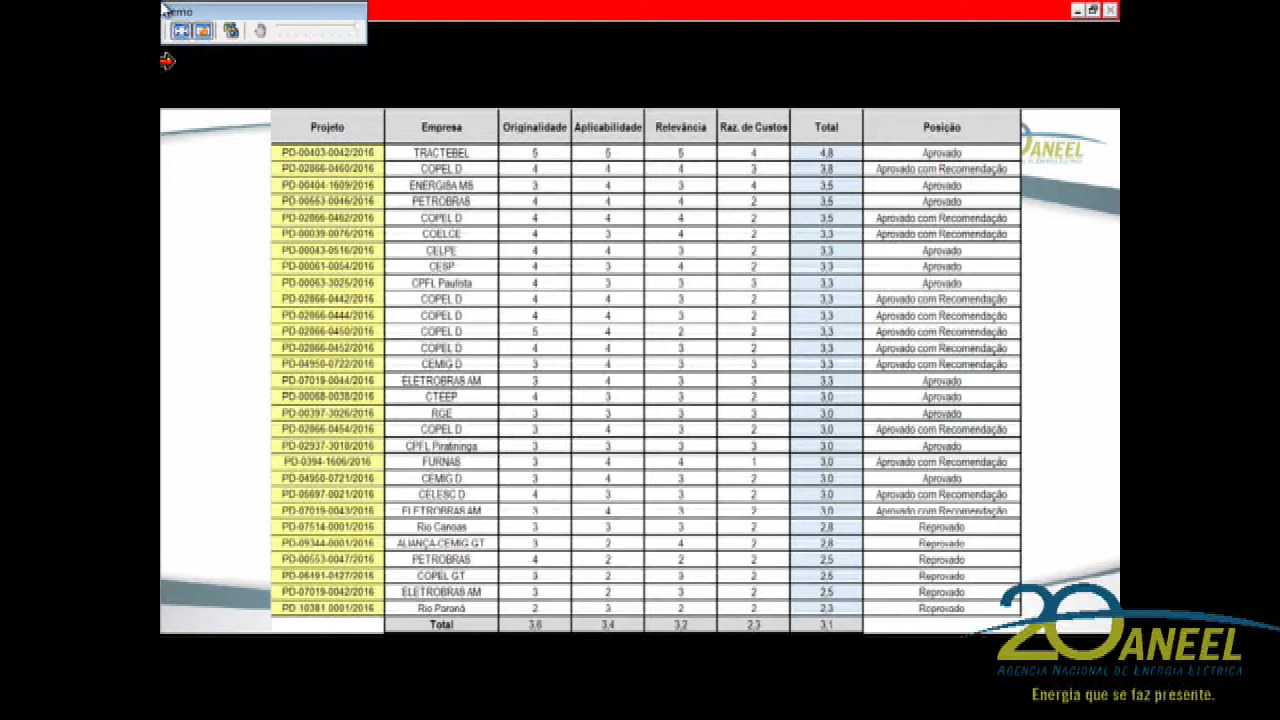 emo
Projeto Empresa Originalidade Aplicabilidade Relevância Raz. de Custos Total Posição
PD-00403-0042/2016 TRACTEBEL 5 5 5 4 4,8 Aprovado
PD-02866-0460/2016 COPEL D 4 4 4 3 3,8 Aprovado com Recomendação
PD-00404-1609/2016 ENERGISA MS 3 4 3 4 3,5 Aprovado
PD-00553-0046/2016 PETROBRAS 4 4 4 2 3,5 Aprovado
PD-02866-0462/2016 COPEL D 4 4 4 2 3,5 Aprovado com Recomendação
PD-00039-0076/2016 COELCE 4 3 4 2 3,3 Aprovado com Recomendação
PD-00043-0516/2016 CELPE 4 4 3 2 3,3 Aprovado
PD-00061-0054/2016 CESP 4 3 4 2 3,3 Aprovado
PD-00063-3025/2016 CPFL Paulista 4 3 3 3 3,3 Aprovado
PD-02866-0442/2016 COPEL D 4 4 3 2 3,3 Aprovado com Recomendação
PD-02866-0444/2016 COPEL D 4 4 3 2 3,3 Aprovado com Recomendação
PD-02866-0450/2016 COPEL D 5 4 2 2 3,3 Aprovado com Recomendação
PD-02866-0452/2016 COPEL D 4 4 3 2 3,3 Aprovado com Recomendação
PD-04950-0722/2016 CEMIG D 3 4 3 3 3,3 Aprovado com Recomendação
PD-07019-0044/2016 ELETROBRAS AM 3 4 3 3 3,3 Aprovado
PD-00068-0038/2016 CTEEP 4 3 3 2 3,0 Aprovado
PD-00397-3026/2016 RGE 3 3 3 3 3,0 Aprovado
PD-02866-0454/2016 COPEL D 3 4 3 2 3,0 Aprovado com Recomendação
PD-02937-3018/2016 CPFL Piratininga 3 3 3 3 3,0 Aprovado
PD-0394-1606/2016 FURNAS 3 4 4 1 3,0 Aprovado com Recomendação
PD-04950-0721/2016 CEMIG D 3 4 3 2 3,0 Aprovado
PD-05697-0021/2016 CELESC D 4 3 3 2 3,0 Aprovado com Recomendação
PD-07019-0043/2016 ELETROBRAS AM 3 4 3 2 3,0 Aprovado com Recomendação
PD-07514-0001/2016 Rio Canoas 3 3 3 2 2,8 Reprovado
PD-09344-0001/2016 ALIANÇA-CEMIG GT 3 2 4 2 2,8 Reprovado
PD-00553-0047/2016 PETROBRAS 4 2 2 2 2,5 Reprovado
PD-06491-0427/2016 COPEL GT 3 2 3 2 2,5 Reprovado
PD-07019-0042/2016 ELETROBRAS AM 3 2 3 2 2,5 Reprovado
PD 10381 0001/2016 Rio Paraná 2 3 2 2 2,3 Reprovado
Total 3,6 3,4 3,2 2,3 3,1
ANEEL
20 ANEEL
AGENCIA NACIONAL DE ENERGIA ELÉTRICA
Energia que se faz presente.